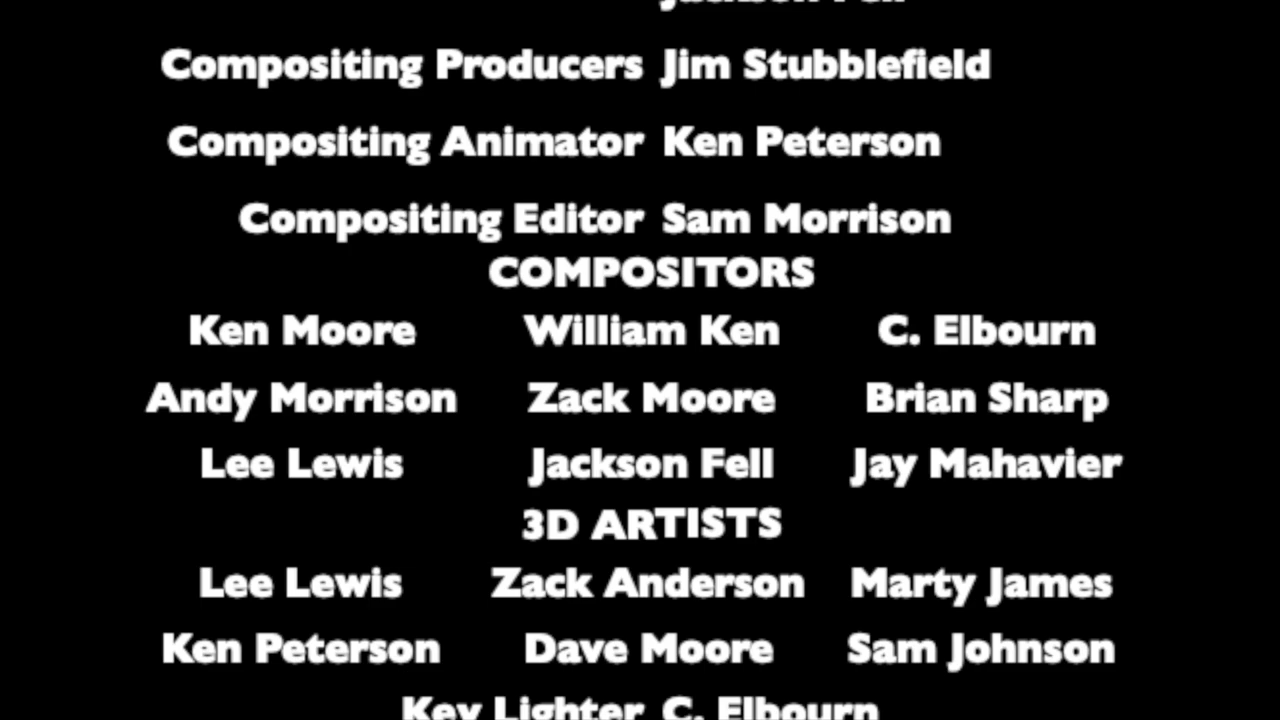 Jackson Fell
Compositing Producers Jim Stubblefield
Compositing Animator Ken Peterson
Compositing Editor Sam Morrison
COMPOSITORS
Ken Moore William Ken C. Elbourn
Andy Morrison Zack Moore Brian Sharp
Lee Lewis Jackson Fell Jay Mahavier
3D ARTISTS
Lee Lewis Zack Anderson Marty James
Ken Peterson Dave Moore Sam Johnson
Key Lighter C. Elbourn